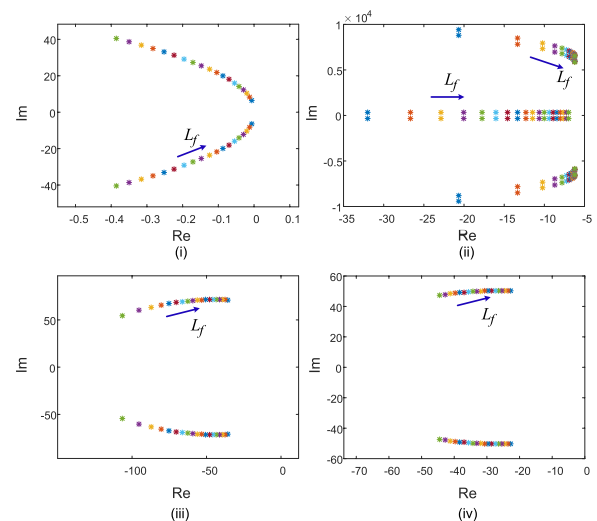 40
20
0
-20
-40
Im
-0.5
-0.4
-0.3
-0.2
-0.1
0
0.1
Re
(i)
L_f
1 × 10^4
0.5
0
-0.5
-1
Im
-35
-30
-25
-20
-15
-10
-5
Re
(ii)
L_f
L_f
50
0
-50
Im
-100
-50
0
Re
(iii)
L_f
60
40
20
0
-20
-40
-60
Im
-70
-60
-50
-40
-30
-20
-10
0
Re
(iv)
L_f